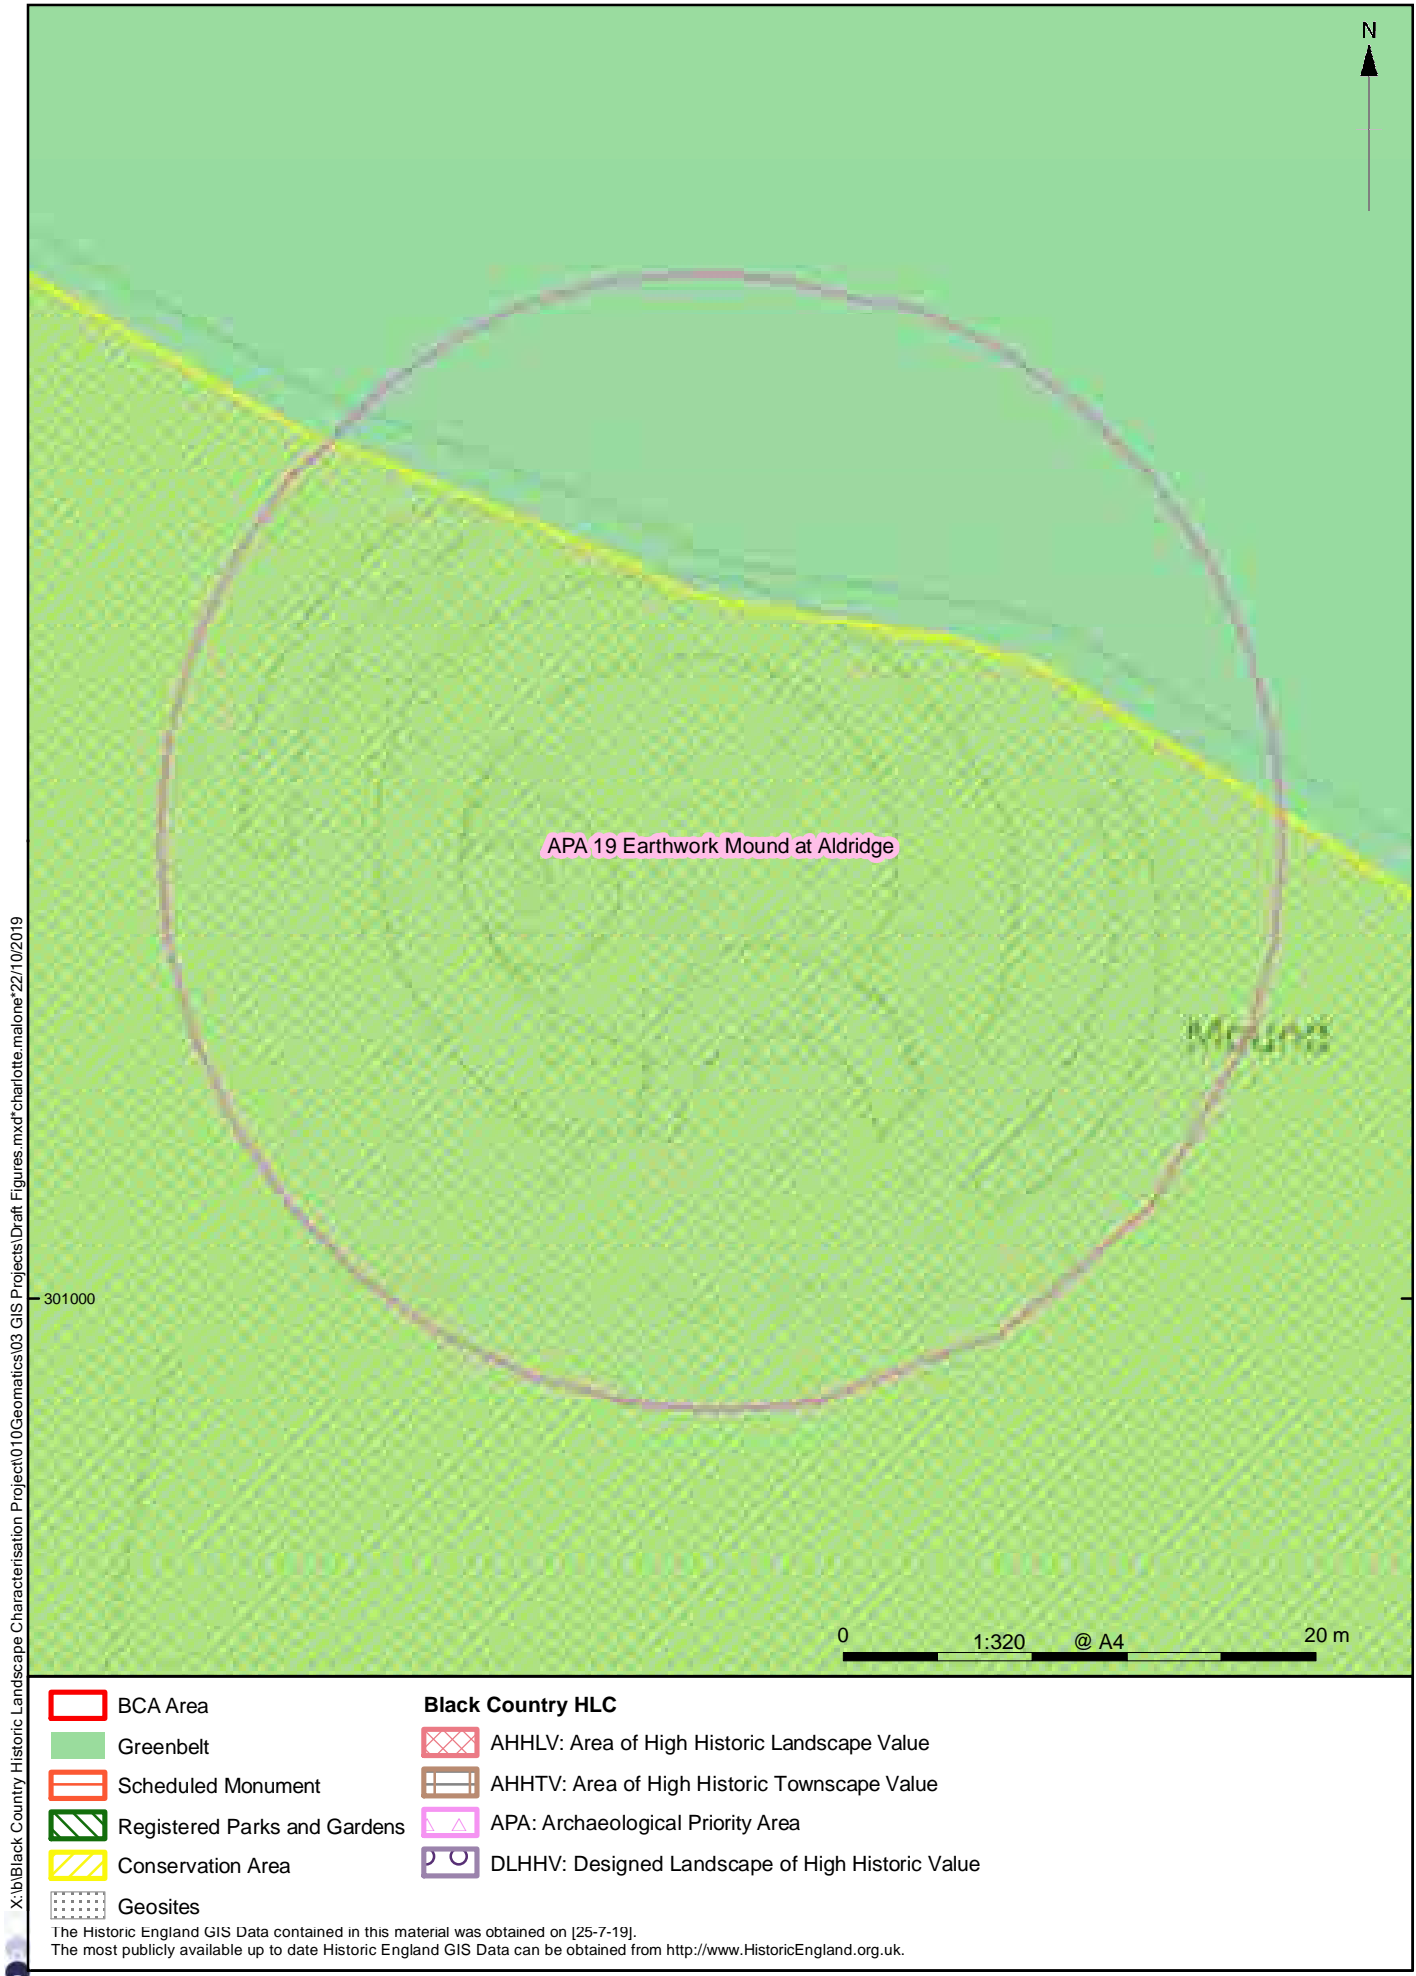 N
APA 19 Earthwork Mound at Aldridge
Mound
301000
0 1:320 @ A4 20 m
X:\b\Black Country Historic Landscape Characterisation Project\010Geomatics\03 GIS Projects\Draft Figures.mxd*charlotte.malone*22/10/2019
BCA Area
Greenbelt
Scheduled Monument
Registered Parks and Gardens
Conservation Area
Geosites
Black Country HLC
AHHLV: Area of High Historic Landscape Value
AHHTV: Area of High Historic Townscape Value
APA: Archaeological Priority Area
DLHHV: Designed Landscape of High Historic Value
The Historic England GIS Data contained in this material was obtained on [25-7-19].
The most publicly available up to date Historic England GIS Data can be obtained from http://www.HistoricEngland.org.uk.